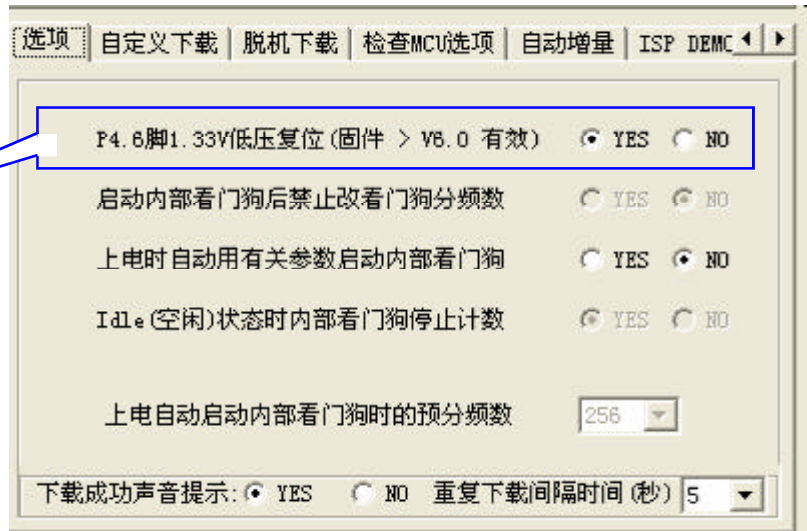 选项 自定义下载 脱机下载 检查MCU选项 自动增量 ISP DEMO
P4.6脚1.33V低压复位(固件 > V6.0 有效) YES NO
启动内部看门狗后禁止改看门狗分频数 YES NO
上电时自动用有关参数启动内部看门狗 YES NO
Idle(空闲)状态时内部看门狗停止计数 YES NO
上电自动启动内部看门狗时的预分频数 256
下载成功声音提示: YES NO 重复下载间隔时间(秒) 5